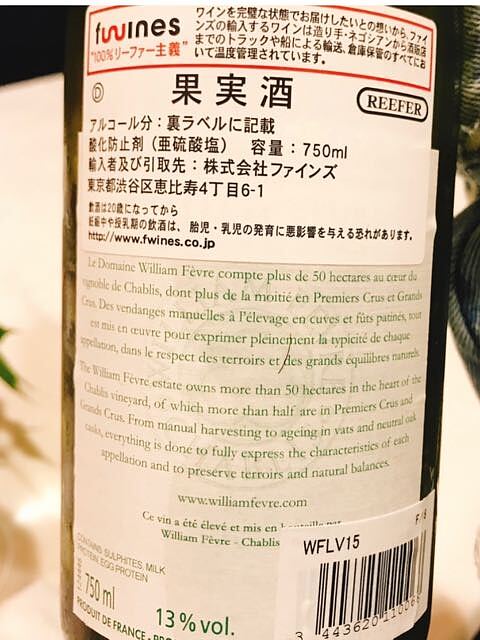 fwines
"100%リーファー主義"
ワインを完璧な状態でお届けしたいとの想いから、ファイ
ンズの輸入するワインは造り手・ネゴシアンから酒販店
までのトラックや船による輸送、倉庫保管のすべてにお
いて温度管理されています。
果実酒
REEFER
アルコール分：裏ラベルに記載
酸化防止剤（亜硫酸塩） 容量：750ml
輸入者及び引取先：株式会社ファインズ
東京都渋谷区恵比寿4丁目6-1
飲酒は20歳になってから
妊娠中や授乳期の飲酒は、胎児・乳児の発育に悪影響を与える恐れがあります。
http://www.fwines.co.jp
Le Domaine William Fèvre compte plus de 50 hectares au cœur du
vignoble de Chablis, dont plus de la moitié en Premiers Crus et Grands
Crus. Des vendanges manuelles à l'élevage en cuves et fûts patinés, tout
est mis en œuvre pour exprimer pleinement la typicité de chaque
appellation, dans le respect des terroirs et des grands équilibres naturels.
The William Fèvre estate owns more than 50 hectares in the heart of the
Chablis vineyard, of which more than half are in Premiers Crus and
Grands Crus. From manual harvesting to ageing in vats and neutral oak
casks, everything is done to fully express the characteristics of each
appellation and to preserve terroirs and natural balances.
www.williamfevre.com
Ce vin a été élevé et mis en bouteille par
William Fèvre - Chablis
WFLV15
CONTAINS: SULPHITES, MILK
PROTEIN, EGG PROTEIN
750 ml
13% vol.
PRODUIT DE FRANCE
3 443620